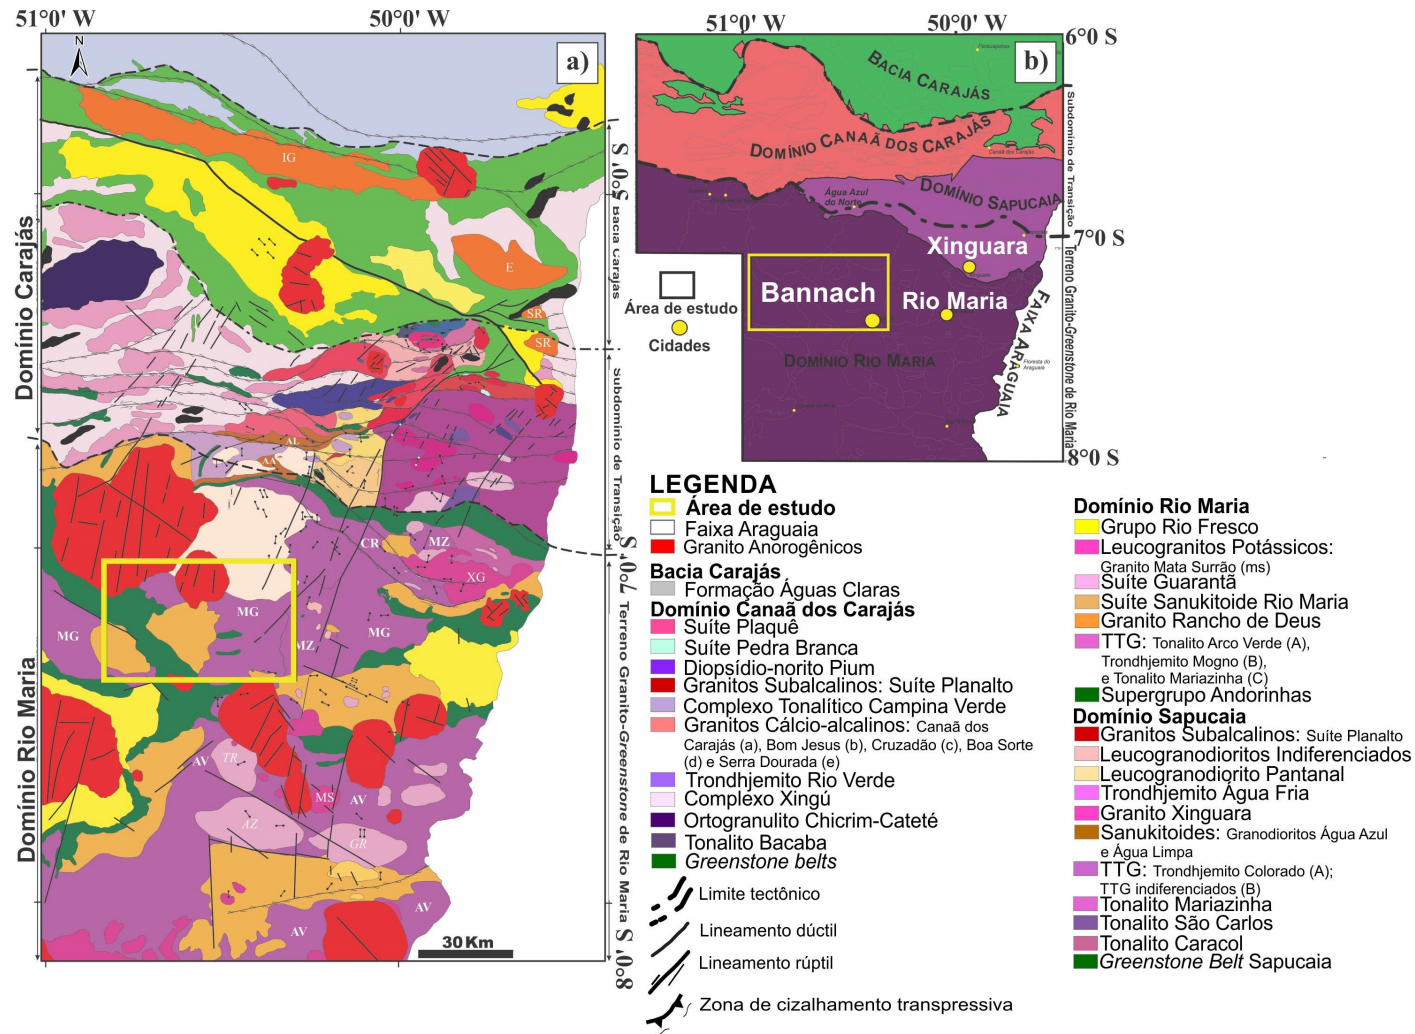 51°0' W
50°0' W
N
a)
IG
E
SR
SR
AL
AA
CR
MZ
XG
MG
MG
MZ
MG
AV
TR
MS
AV
AZ
GR
AV
AV
30 Km
Domínio Carajás
Domínio Rio Maria
Bacia Carajás
Subdomínio de Transição
7°0' S
Terreno Granito-Greenstone de Rio Maria
8°0' S
51°0' W
50°0' W
6°0 S
b)
BACIA CARAJÁS
DOMÍNIO CANAÃ DOS CARAJÁS
Canaã dos Carajás
DOMÍNIO SAPUCAIA
Água Azul
do Norte
Xinguara
7°0 S
Bannach
Rio Maria
DOMÍNIO RIO MARIA
FAIXA ARAGUAIA
Floresta do
Araguaia
Subdomínio de Transição
Terreno Granito-Greenstone de Rio Maria
8°0 S
Área de estudo
Cidades
LEGENDA
Área de estudo
Faixa Araguaia
Granito Anorogênicos
Bacia Carajás
Formação Águas Claras
Domínio Canaã dos Carajás
Suíte Plaquê
Suíte Pedra Branca
Diopsídio-norito Pium
Granitos Subalcalinos: Suíte Planalto
Complexo Tonalítico Campina Verde
Granitos Cálcio-alcalinos: Canaã dos
Carajás (a), Bom Jesus (b), Cruzadão (c), Boa Sorte
(d) e Serra Dourada (e)
Trondhjemito Rio Verde
Complexo Xingú
Ortogranulito Chicrim-Cateté
Tonalito Bacaba
Greenstone belts
Limite tectônico
Lineamento dúctil
Lineamento rúptil
Zona de cizalhamento transpressiva
Domínio Rio Maria
Grupo Rio Fresco
Leucogranitos Potássicos:
Granito Mata Surrão (ms)
Suíte Guarantã
Suíte Sanukitoide Rio Maria
Granito Rancho de Deus
TTG: Tonalito Arco Verde (A),
Trondhjemito Mogno (B),
e Tonalito Mariazinha (C)
Supergrupo Andorinhas
Domínio Sapucaia
Granitos Subalcalinos: Suíte Planalto
Leucogranodioritos Indiferenciados
Leucogranodiorito Pantanal
Trondhjemito Água Fria
Granito Xinguara
Sanukitoides: Granodioritos Água Azul
e Água Limpa
TTG: Trondhjemito Colorado (A);
TTG indiferenciados (B)
Tonalito Mariazinha
Tonalito São Carlos
Tonalito Caracol
Greenstone Belt Sapucaia